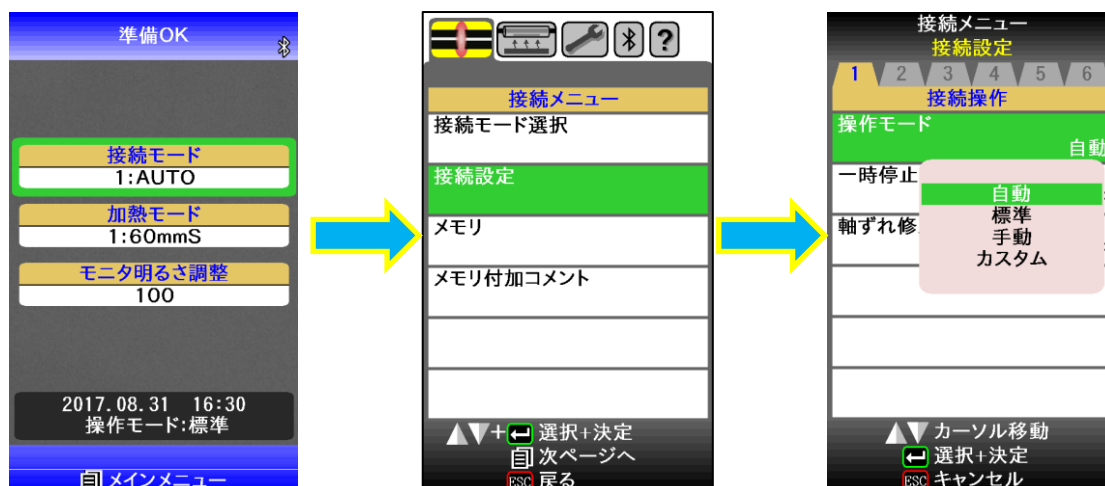 準備OK
接続モード
1:AUTO
加熱モード
1:60mmS
モニタ明るさ調整
100
2017.08.31 16:30
操作モード:標準
メインメニュー
?
接続メニュー
接続モード選択
接続設定
メモリ
メモリ付加コメント
+ 選択+決定
次ページへ
ESC 戻る
接続メニュー
接続設定
1 2 3 4 5 6
接続操作
操作モード
自動
一時停止
軸ずれ修
自動
標準
手動
カスタム
カーソル移動
選択+決定
ESC キャンセル